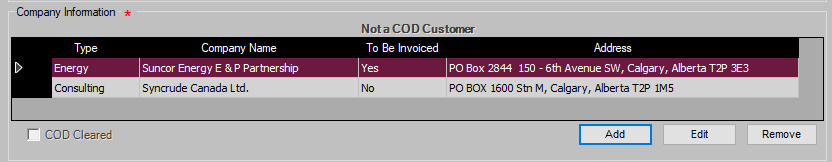 Company Information *
Not a COD Customer
Type Company Name To Be Invoiced Address
Energy Suncor Energy E & P Partnership Yes PO Box 2844 150 - 6th Avenue SW, Calgary, Alberta T2P 3E3
Consulting Syncrude Canada Ltd. No PO BOX 1600 Stn M, Calgary, Alberta T2P 1M5
COD Cleared Add Edit Remove